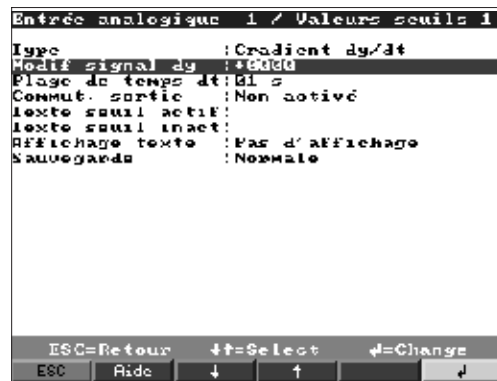 Entrée analogique 1 / Valeurs seuils 1
Type :Gradient dy/dt
Modif signal dy :+0000
Plage de temps dt:01 s
Commut. sortie :Non activé
Texte seuil actif:
Texte seuil inact:
Affichage texte :Pas d'affichage
Sauvegarde :Normale
ESC=Retour ↓↑=Select ↵=Change
ESC Aide ↓ ↑ ↵